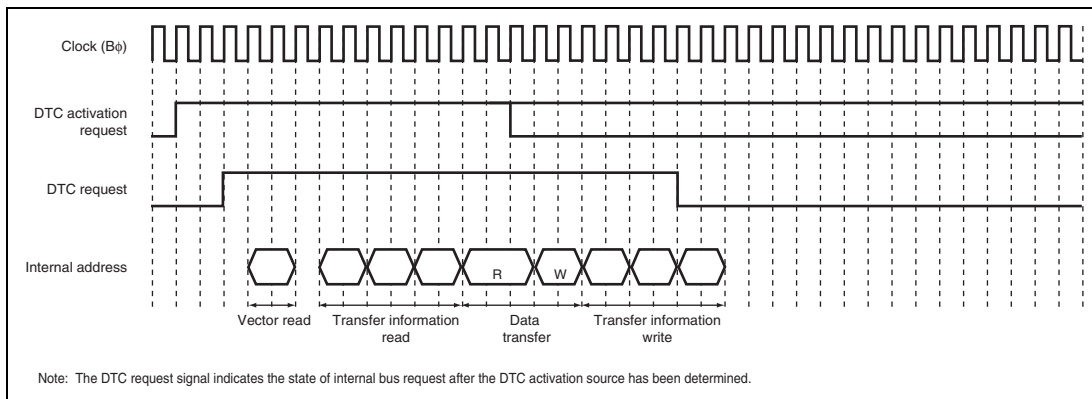 Clock (Bϕ)
DTC activation
request
DTC request
Internal address
R
W
Vector read
Transfer information
read
Data
transfer
Transfer information
write
Note: The DTC request signal indicates the state of internal bus request after the DTC activation source has been determined.